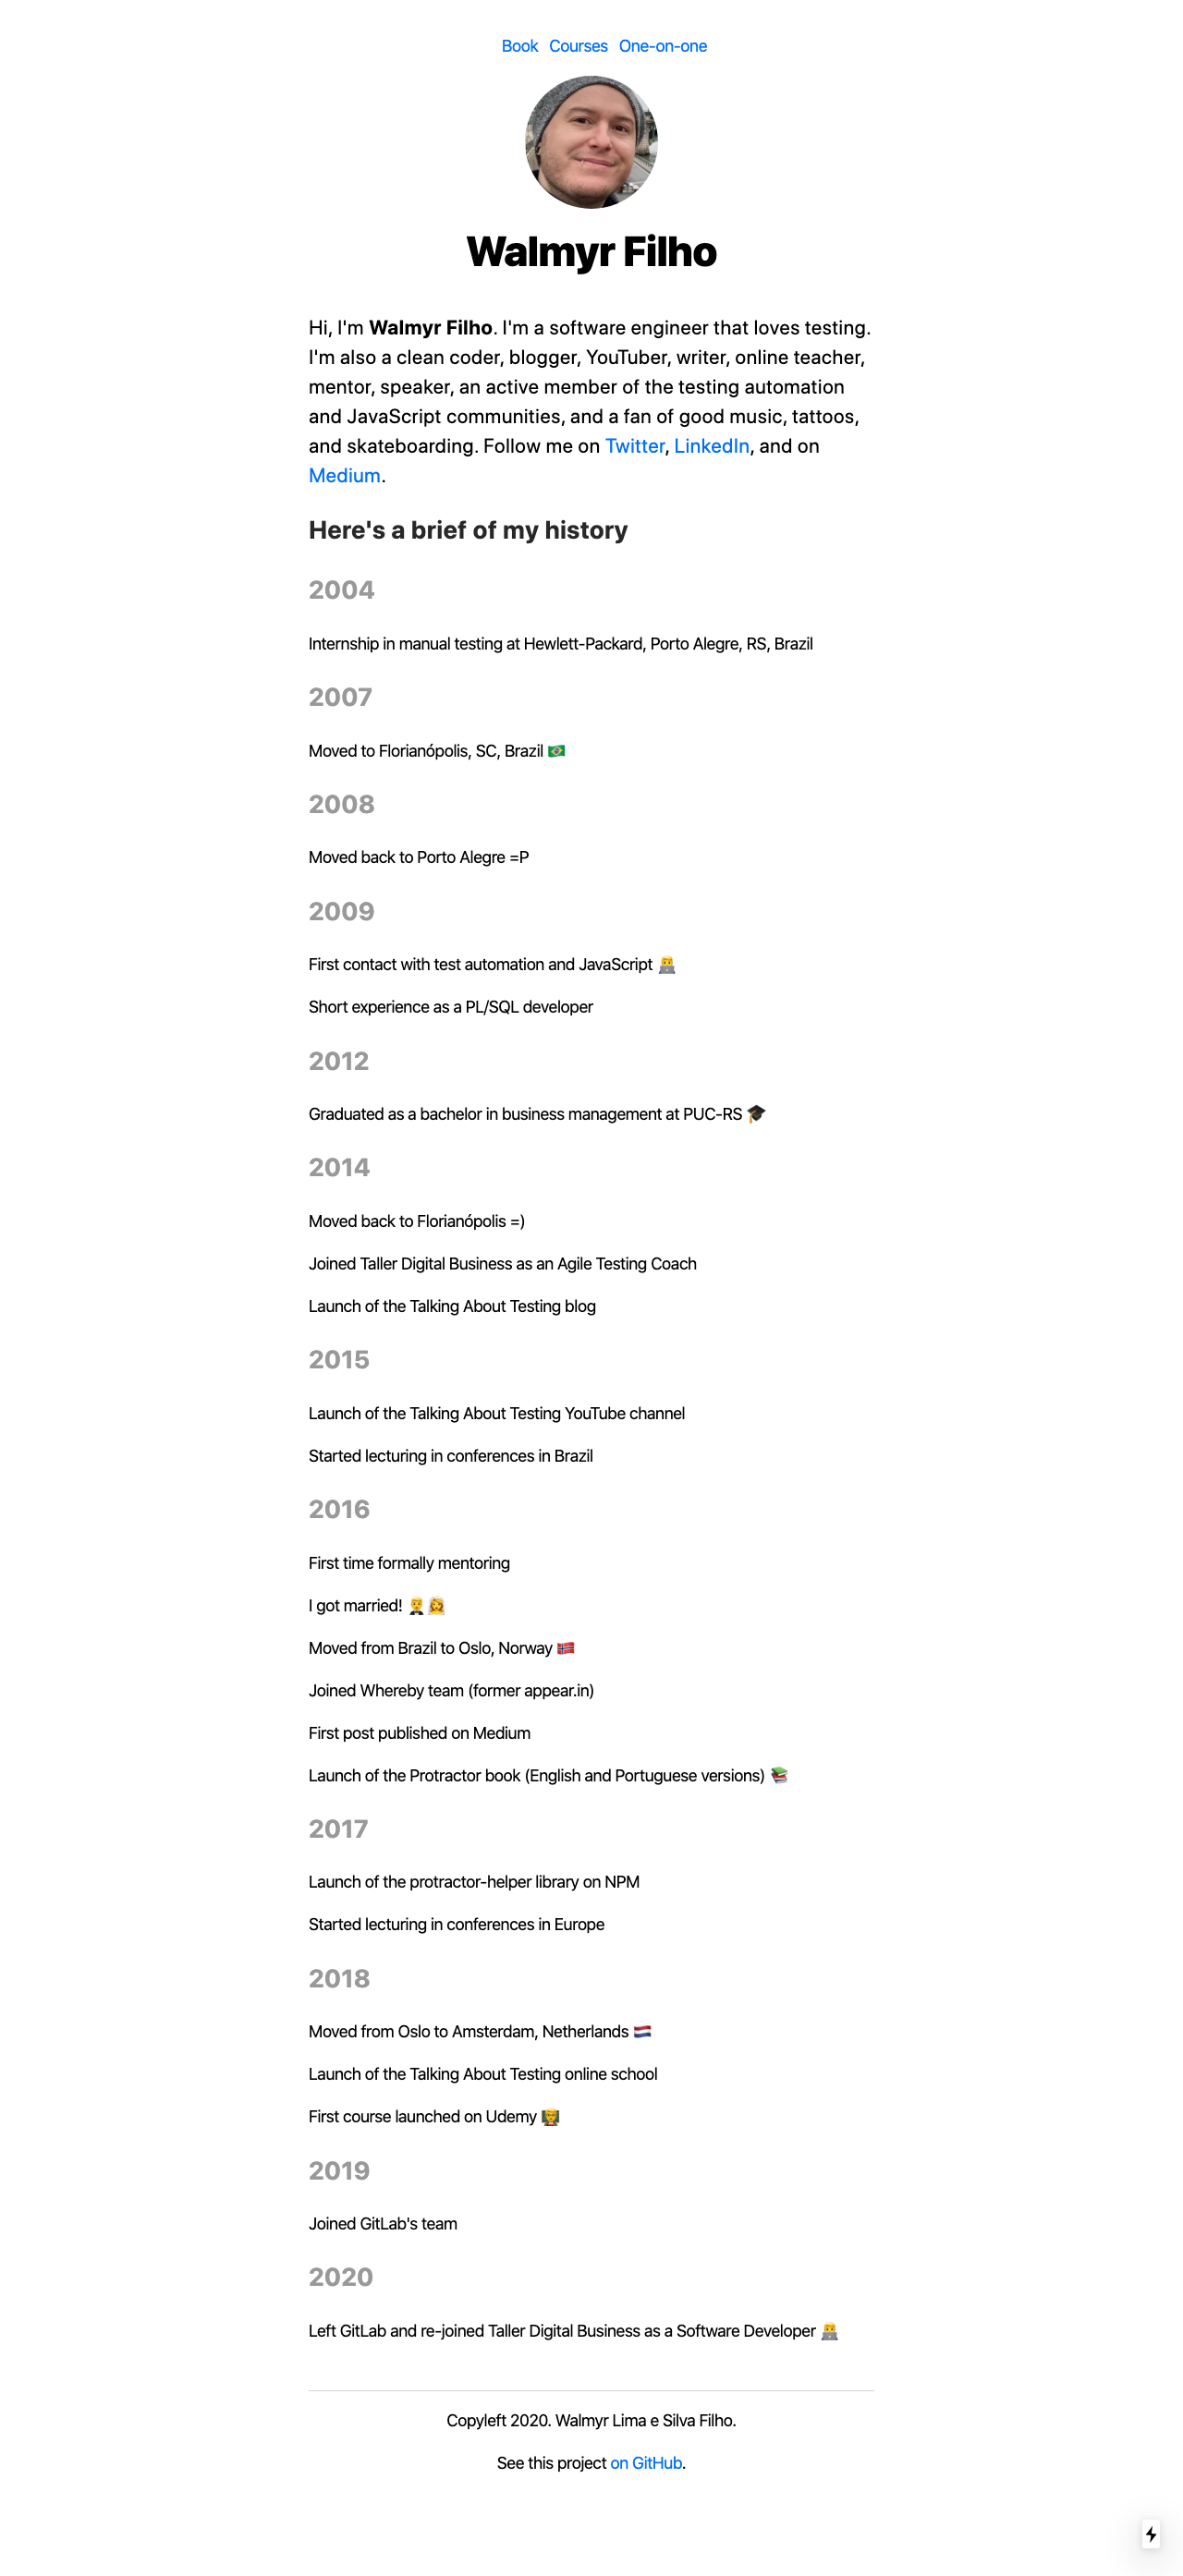 Book Courses One-on-one
Walmyr Filho
Hi, I'm Walmyr Filho. I'm a software engineer that loves testing.
I'm also a clean coder, blogger, YouTuber, writer, online teacher,
mentor, speaker, an active member of the testing automation
and JavaScript communities, and a fan of good music, tattoos,
and skateboarding. Follow me on Twitter, LinkedIn, and on
Medium.
Here's a brief of my history
2004
Internship in manual testing at Hewlett-Packard, Porto Alegre, RS, Brazil
2007
Moved to Florianópolis, SC, Brazil 🇧🇷
2008
Moved back to Porto Alegre =P
2009
First contact with test automation and JavaScript 👨‍💻
Short experience as a PL/SQL developer
2012
Graduated as a bachelor in business management at PUC-RS 🎓
2014
Moved back to Florianópolis =)
Joined Taller Digital Business as an Agile Testing Coach
Launch of the Talking About Testing blog
2015
Launch of the Talking About Testing YouTube channel
Started lecturing in conferences in Brazil
2016
First time formally mentoring
I got married! 🤵👰
Moved from Brazil to Oslo, Norway 🇳🇴
Joined Whereby team (former appear.in)
First post published on Medium
Launch of the Protractor book (English and Portuguese versions) 📚
2017
Launch of the protractor-helper library on NPM
Started lecturing in conferences in Europe
2018
Moved from Oslo to Amsterdam, Netherlands 🇳🇱
Launch of the Talking About Testing online school
First course launched on Udemy 👨‍🏫
2019
Joined GitLab's team
2020
Left GitLab and re-joined Taller Digital Business as a Software Developer 👨‍💻
Copyleft 2020. Walmyr Lima e Silva Filho.
See this project on GitHub.